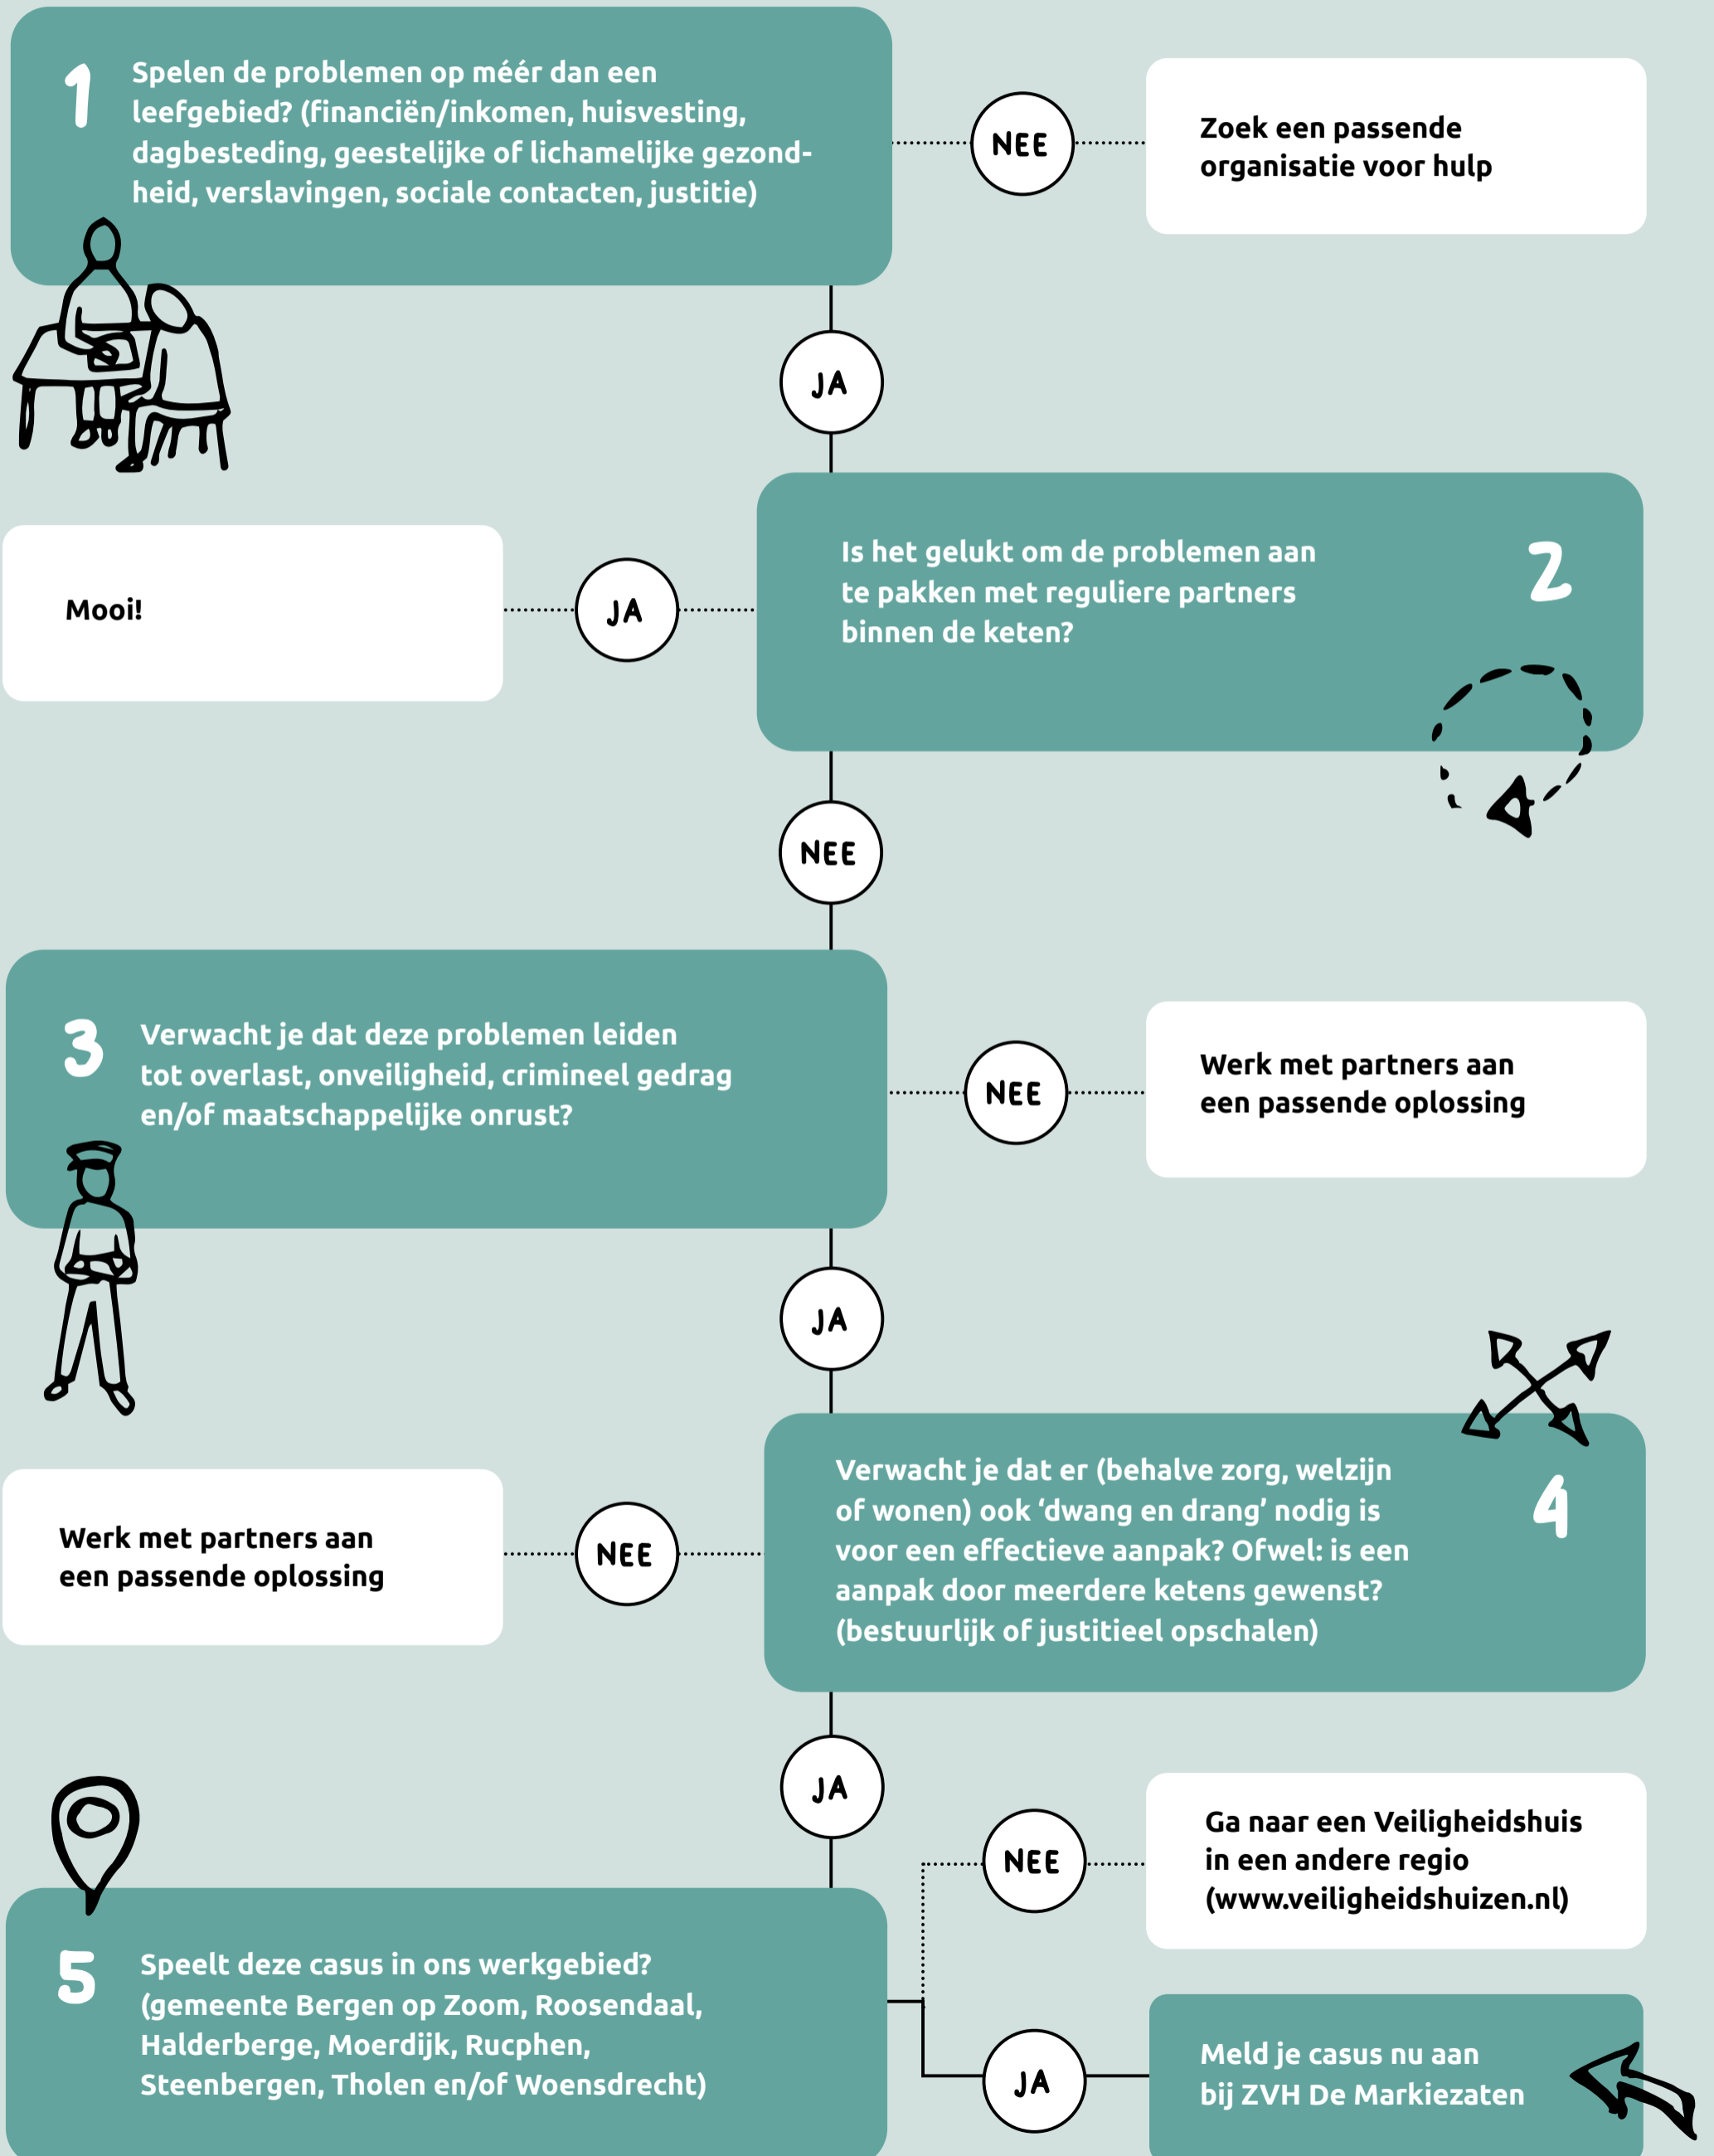 1
Spelen de problemen op méér dan een
leefgebied? (financiën/inkomen, huisvesting,
dagbesteding, geestelijke of lichamelijke gezond-
heid, verslavingen, sociale contacten, justitie)
NEE
Zoek een passende
organisatie voor hulp
JA
2
Is het gelukt om de problemen aan
te pakken met reguliere partners
binnen de keten?
JA
Mooi!
NEE
3
Verwacht je dat deze problemen leiden
tot overlast, onveiligheid, crimineel gedrag
en/of maatschappelijke onrust?
NEE
Werk met partners aan
een passende oplossing
JA
4
Verwacht je dat er (behalve zorg, welzijn
of wonen) ook ‘dwang en drang’ nodig is
voor een effectieve aanpak? Ofwel: is een
aanpak door meerdere ketens gewenst?
(bestuurlijk of justitieel opschalen)
NEE
Werk met partners aan
een passende oplossing
JA
5
Speelt deze casus in ons werkgebied?
(gemeente Bergen op Zoom, Roosendaal,
Halderberge, Moerdijk, Rucphen,
Steenbergen, Tholen en/of Woensdrecht)
NEE
Ga naar een Veiligheidshuis
in een andere regio
(www.veiligheidshuizen.nl)
JA
Meld je casus nu aan
bij ZVH De Markiezaten